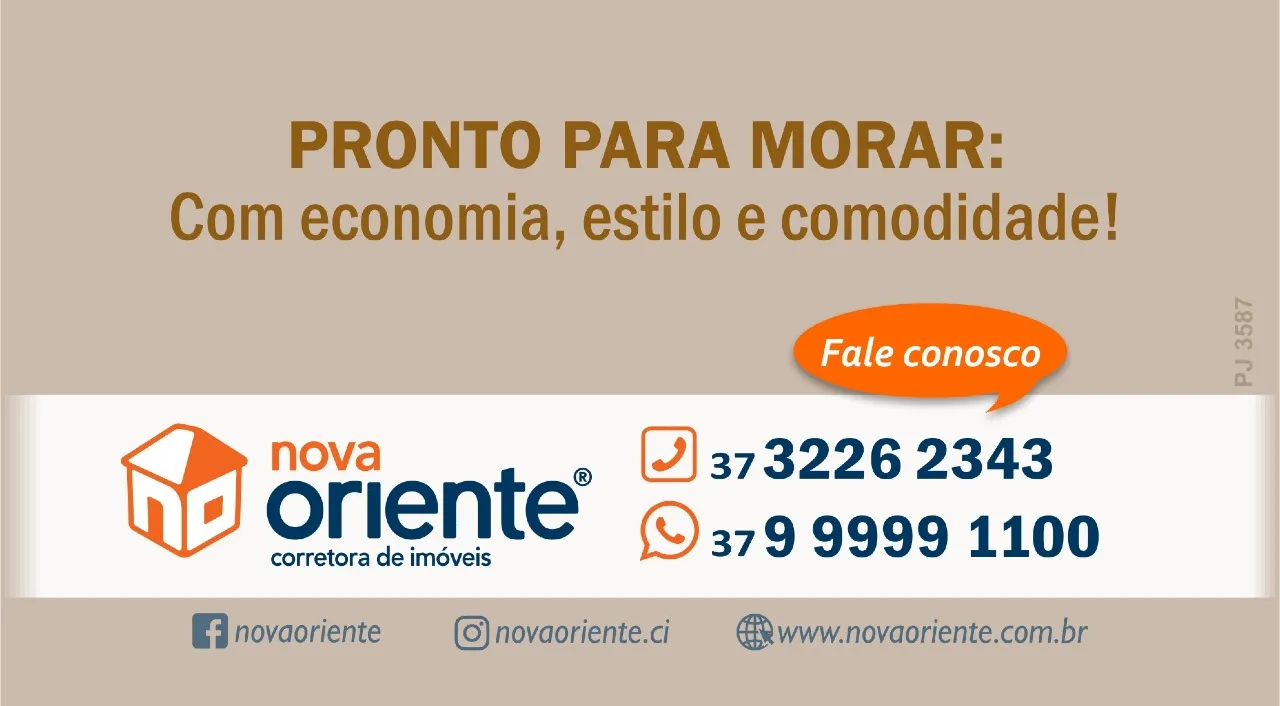 PRONTO PARA MORAR:
Com economia, estilo e comodidade!
PJ 3587
Fale conosco
nova
oriente®
corretora de imóveis
37 3226 2343
37 9 9999 1100
novaoriente
novaoriente.ci
www.novaoriente.com.br